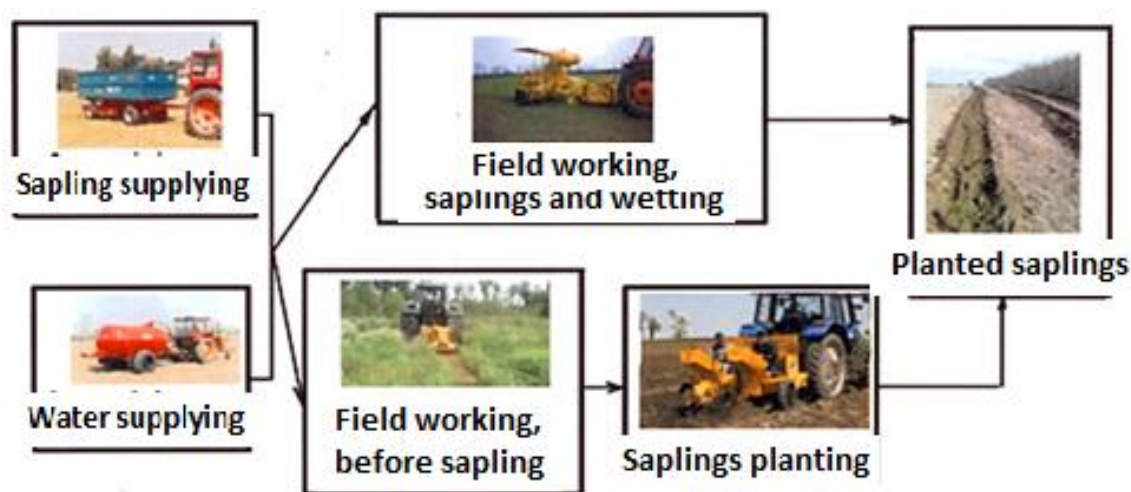 Sapling supplying
Field working,
saplings and wetting
Planted saplings
Water supplying
Field working,
before sapling
Saplings planting